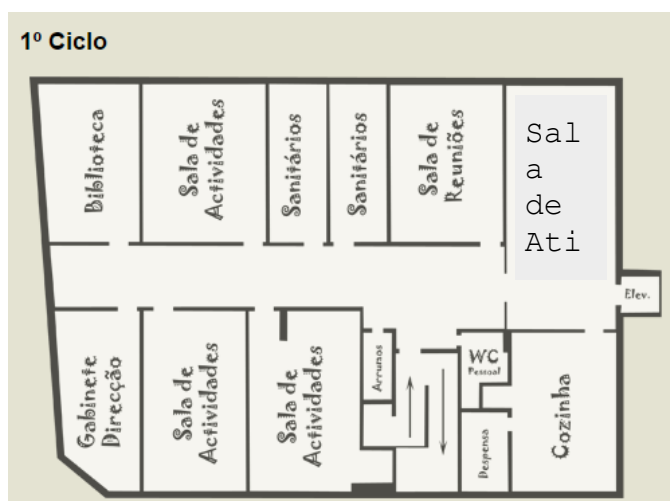 1º Ciclo
Biblioteca
Sala de
Actividades
Sanitários
Sanitários
Sala de
Reuniões
Sal
a
de
Ati
Elev.
Gabinete
Direcção
Sala de
Actividades
Sala de
Actividades
Arrumos
WC
Pessoal
Despensa
Cozinha